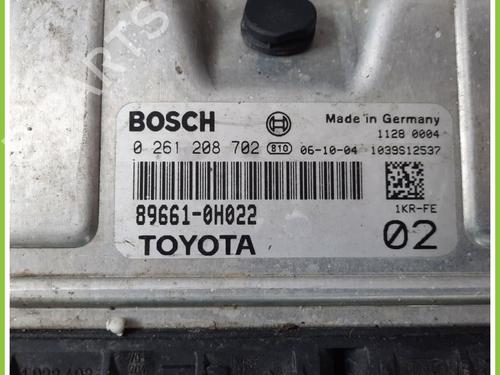 PARTS
BOSCH
Made in Germany
1128 0004
0 261 208 702 810 06-10-04 1039S12537
89661-0H022
1KR-FE
TOYOTA
02